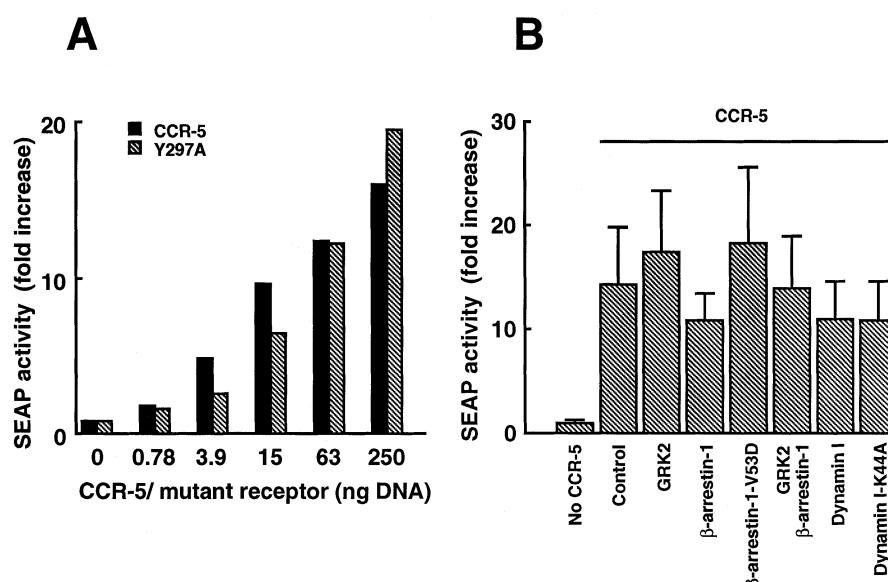 A
20
10
0
SEAP activity (fold increase)
CCR-5
Y297A
0 0.78 3.9 15 63 250
CCR-5/ mutant receptor (ng DNA)
B
30
20
10
0
SEAP activity (fold increase)
CCR-5
No CCR-5
Control
GRK2
β-arrestin-1
β-arrestin-1-V53D
GRK2
β-arrestin-1
Dynamin I
Dynamin I-K44A